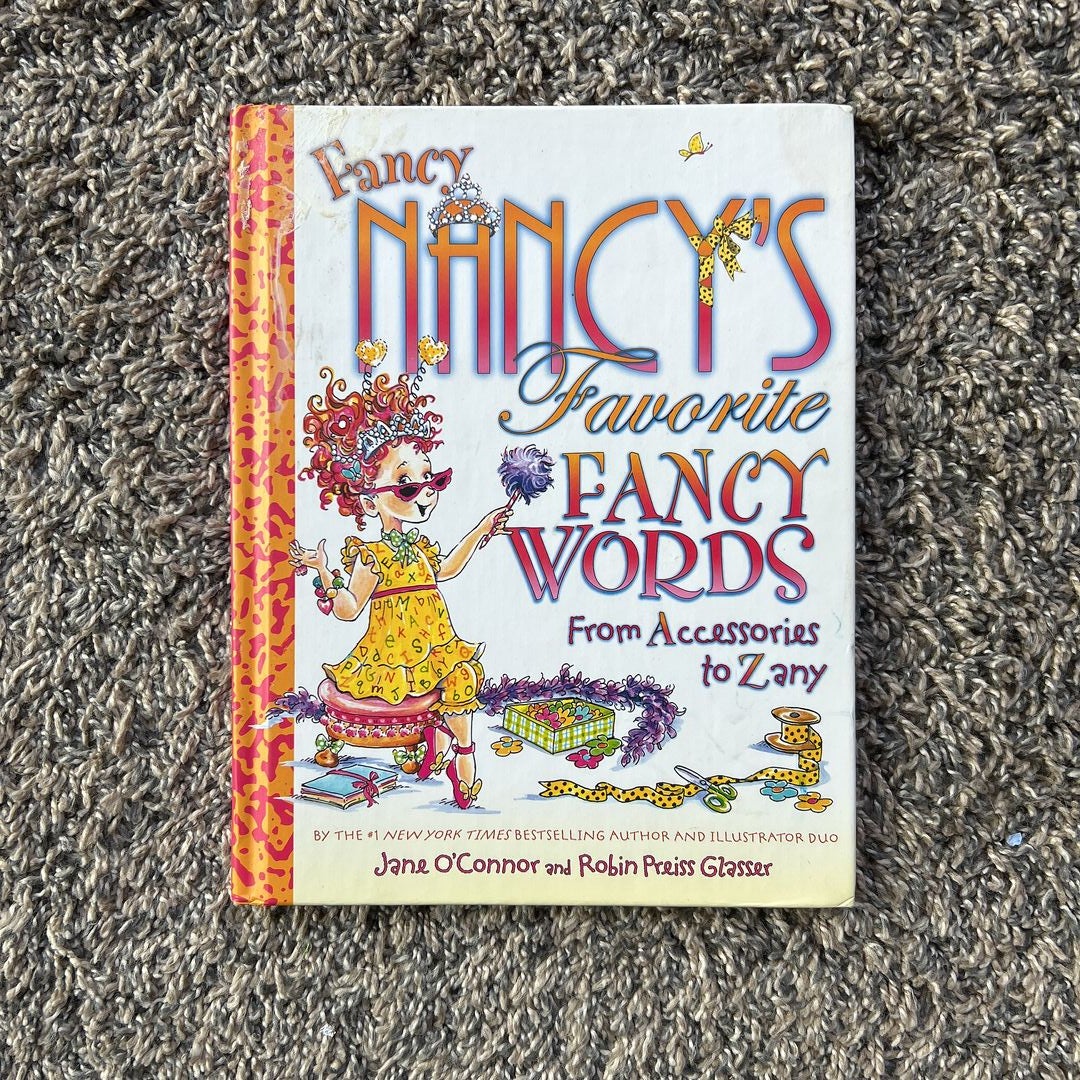 Fancy
NANCY'S
Favorite
FANCY
WORDS
From Accessories
to Zany
BY THE #1 NEW YORK TIMES BESTSELLING AUTHOR AND ILLUSTRATOR DUO
Jane O'Connor and Robin Preiss Glasser